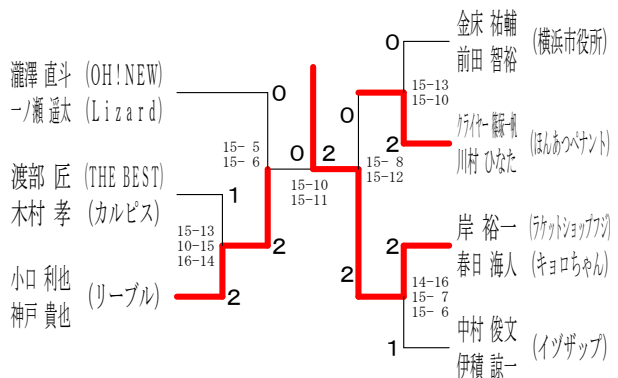 瀧澤 直斗 (OH!NEW)
一ノ瀬 遥太 (Lizard)
渡部 匠 (THE BEST)
木村 孝 (カルピス)
小口 利也
神戸 貴也
(リーブル)
0
15- 5
15- 6
1
15-13
10-15
16-14
2
2
0
2
15-10
15-11
金床 祐輔
前田 智裕
(横浜市役所)
0
15-13
15-10
0
2
川村 ひなた
(ほんあつペナント)
15- 8
15-12
岸 裕一 (ラケットショップフジ)
春日 海人 (キョロちゃん)
2
2
14-16
15- 7
15- 6
1
中村 俊文
伊積 諒一
(イヅザップ)